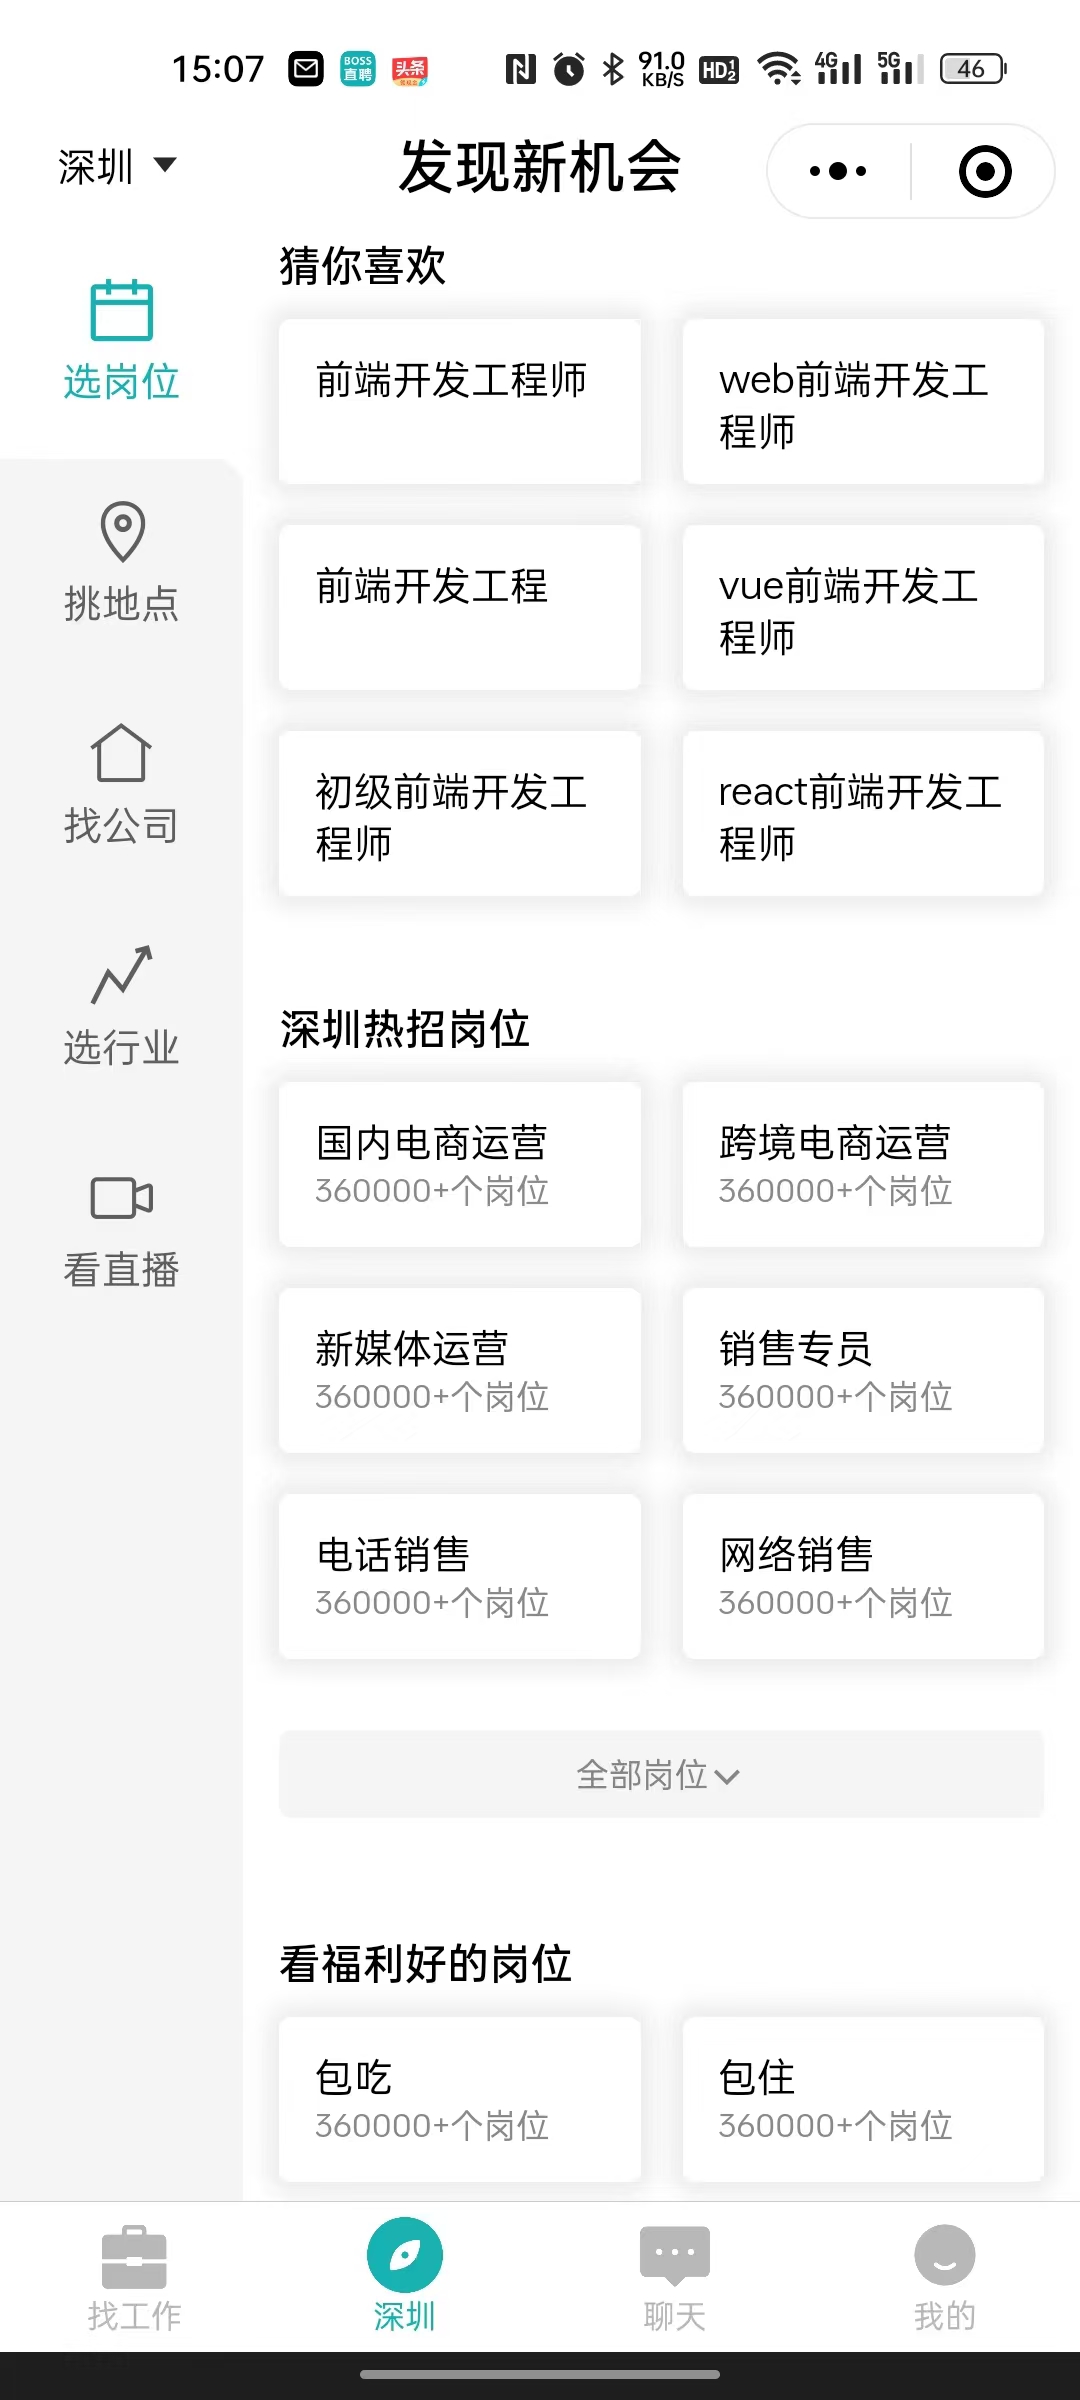 15:07
BOSS
直聘
头条
91.0
KB/S
HD 1 2
4G
5G
46
深圳
发现新机会
选岗位
挑地点
找公司
选行业
看直播
猜你喜欢
前端开发工程师
web前端开发工
程师
前端开发工程
vue前端开发工
程师
初级前端开发工
程师
react前端开发工
程师
深圳热招岗位
国内电商运营
360000+个岗位
跨境电商运营
360000+个岗位
新媒体运营
360000+个岗位
销售专员
360000+个岗位
电话销售
360000+个岗位
网络销售
360000+个岗位
全部岗位
看福利好的岗位
包吃
360000+个岗位
包住
360000+个岗位
找工作
深圳
聊天
我的